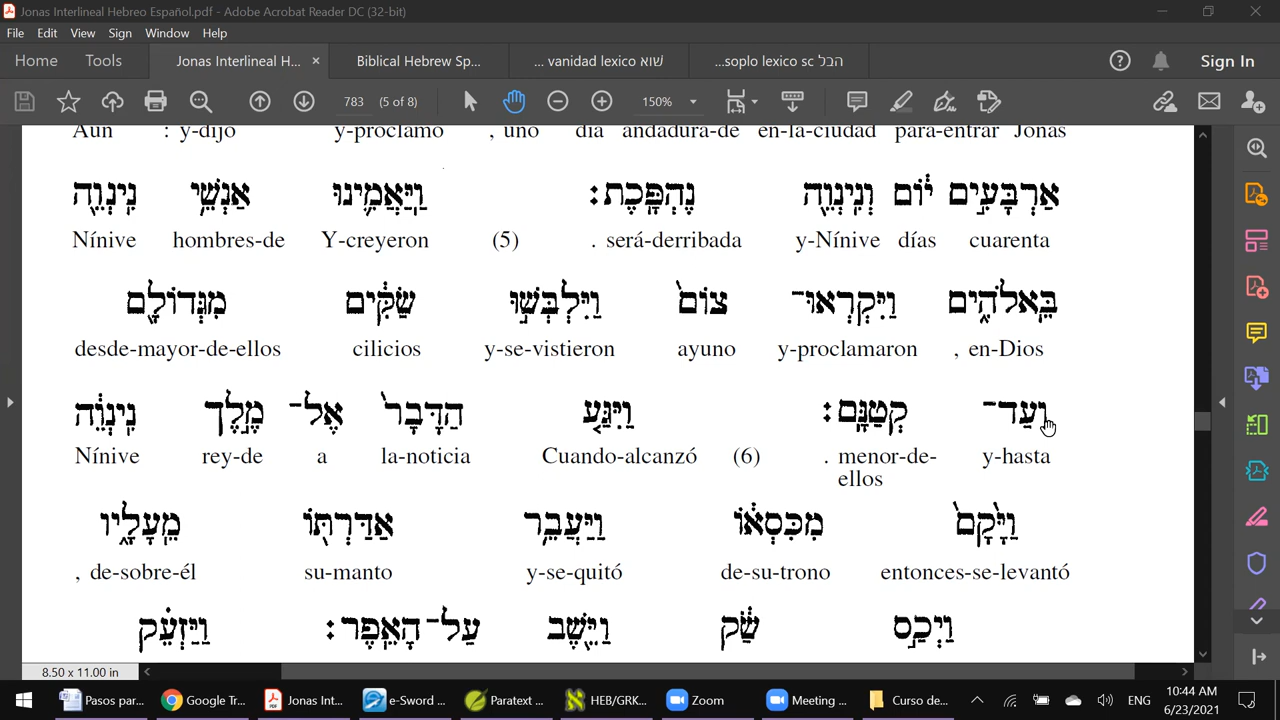 Jonas Interlineal Hebreo Español.pdf - Adobe Acrobat Reader DC (32-bit)
File Edit View Sign Window Help
Home Tools Jonas Interlineal H... × Biblical Hebrew Sp... ... vanidad lexico שוא ...soplo lexico sc הבל Sign In
783 (5 of 8) 150%
Aún : y-dijo y-proclamó , uno día andadura-de en-la-ciudad para-entrar Jonás
אַרְבָּעִ֣ים י֔וֹם וְנִֽינְוֵ֖ה נֶהְפָּֽכֶת׃ וַֽיַּאֲמִ֛ינוּ אַנְשֵׁ֥י נִֽינְוֵ֖ה
Nínive hombres-de Y-creyeron (5) . será-derribada y-Nínive días cuarenta
בֵּֽאלֹהִ֑ים וַיִּקְרְאוּ־ צוֹם֙ וַיִּלְבְּשׁ֣וּ שַׂקִּ֔ים מִגְּדוֹלָ֖ם
desde-mayor-de-ellos cilicios y-se-vistieron ayuno y-proclamaron , en-Dios
וְעַד־ קְטַנָּֽם׃ וַיִּגַּ֤ע הַדָּבָר֙ אֶל־ מֶ֣לֶךְ נִֽינְוֵ֔ה
Nínive rey-de a la-noticia Cuando-alcanzó (6) . menor-de- y-hasta
ellos
וַיָּ֙קָם֙ מִכִּסְא֔וֹ וַיַּעֲבֵ֥ר אַדַּרְתּ֖וֹ מֵֽעָלָ֑יו
, de-sobre-él su-manto y-se-quitó de-su-trono entonces-se-levantó
וַיְכַ֣ס שַׂ֔ק וַיֵּ֖שֶׁב עַל־הָאֵֽפֶר׃ וַיַּזְעֵ֗ק
8.50 x 11.00 in
Pasos par... Google Tr... Jonas Int... e-Sword ... Paratext ... HEB/GRK... Zoom Meeting ... Curso de... ENG 10:44 AM
6/23/2021